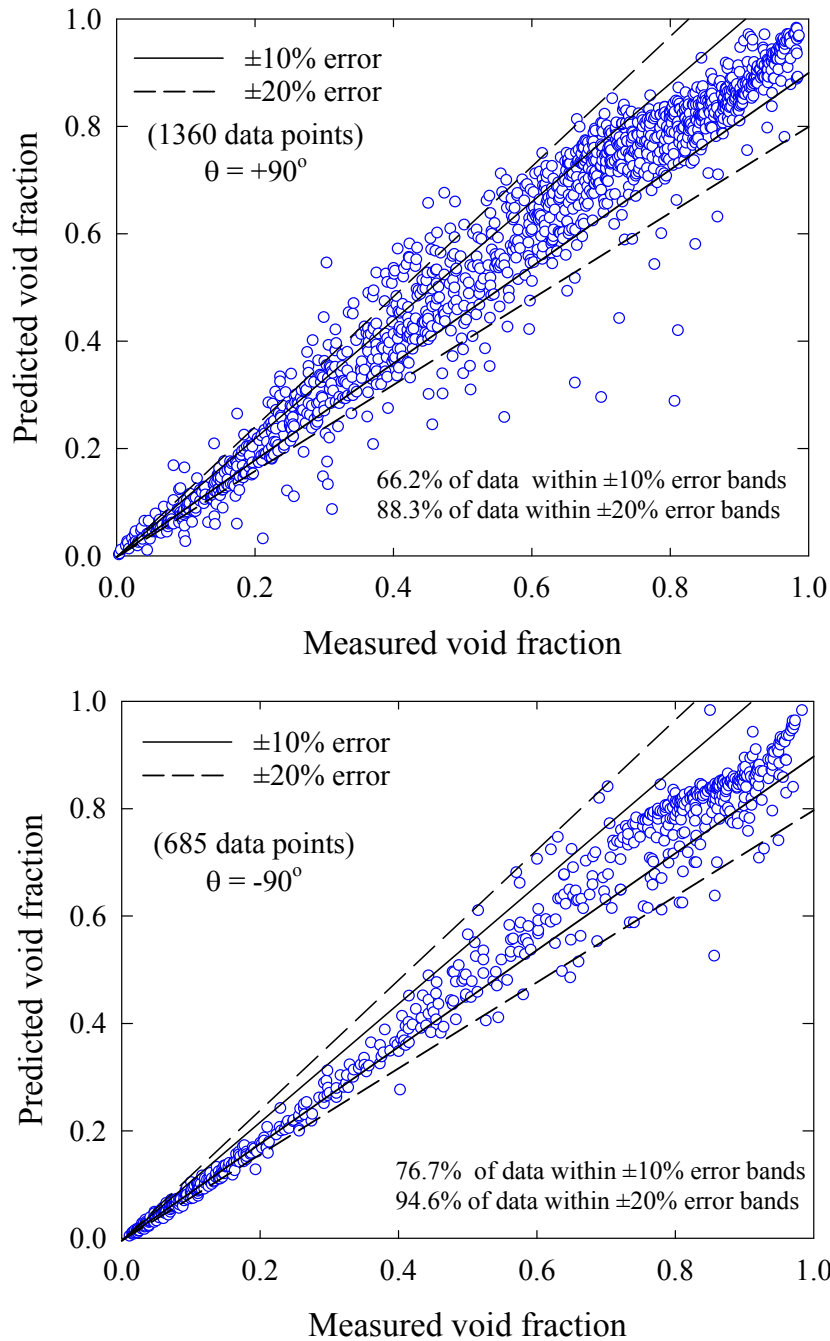 1.0
0.8
0.6
0.4
0.2
0.0
Predicted void fraction
±10% error
±20% error
(1360 data points)
θ = +90°
66.2% of data within ±10% error bands
88.3% of data within ±20% error bands
0.0 0.2 0.4 0.6 0.8 1.0
Measured void fraction
1.0
0.8
0.6
0.4
0.2
0.0
Predicted void fraction
±10% error
±20% error
(685 data points)
θ = -90°
76.7% of data within ±10% error bands
94.6% of data within ±20% error bands
0.0 0.2 0.4 0.6 0.8 1.0
Measured void fraction